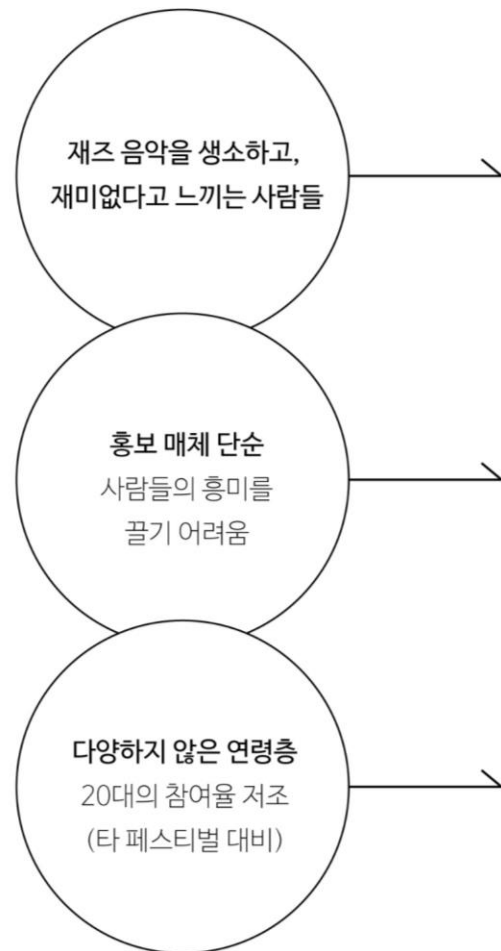 재즈 음악을 생소하고,
재미없다고 느끼는 사람들
홍보 매체 단순
사람들의 흥미를
끌기 어려움
다양하지 않은 연령층
20대의 참여율 저조
(타 페스티벌 대비)